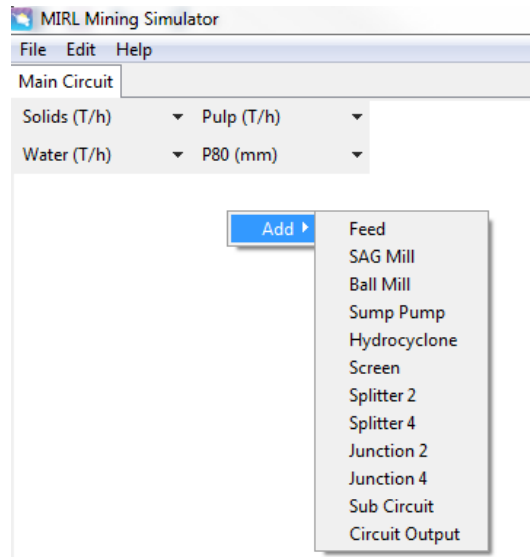 MIRL Mining Simulator
File Edit Help
Main Circuit
Solids (T/h) Pulp (T/h)
Water (T/h) P80 (mm)
Add
Feed
SAG Mill
Ball Mill
Sump Pump
Hydrocyclone
Screen
Splitter 2
Splitter 4
Junction 2
Junction 4
Sub Circuit
Circuit Output